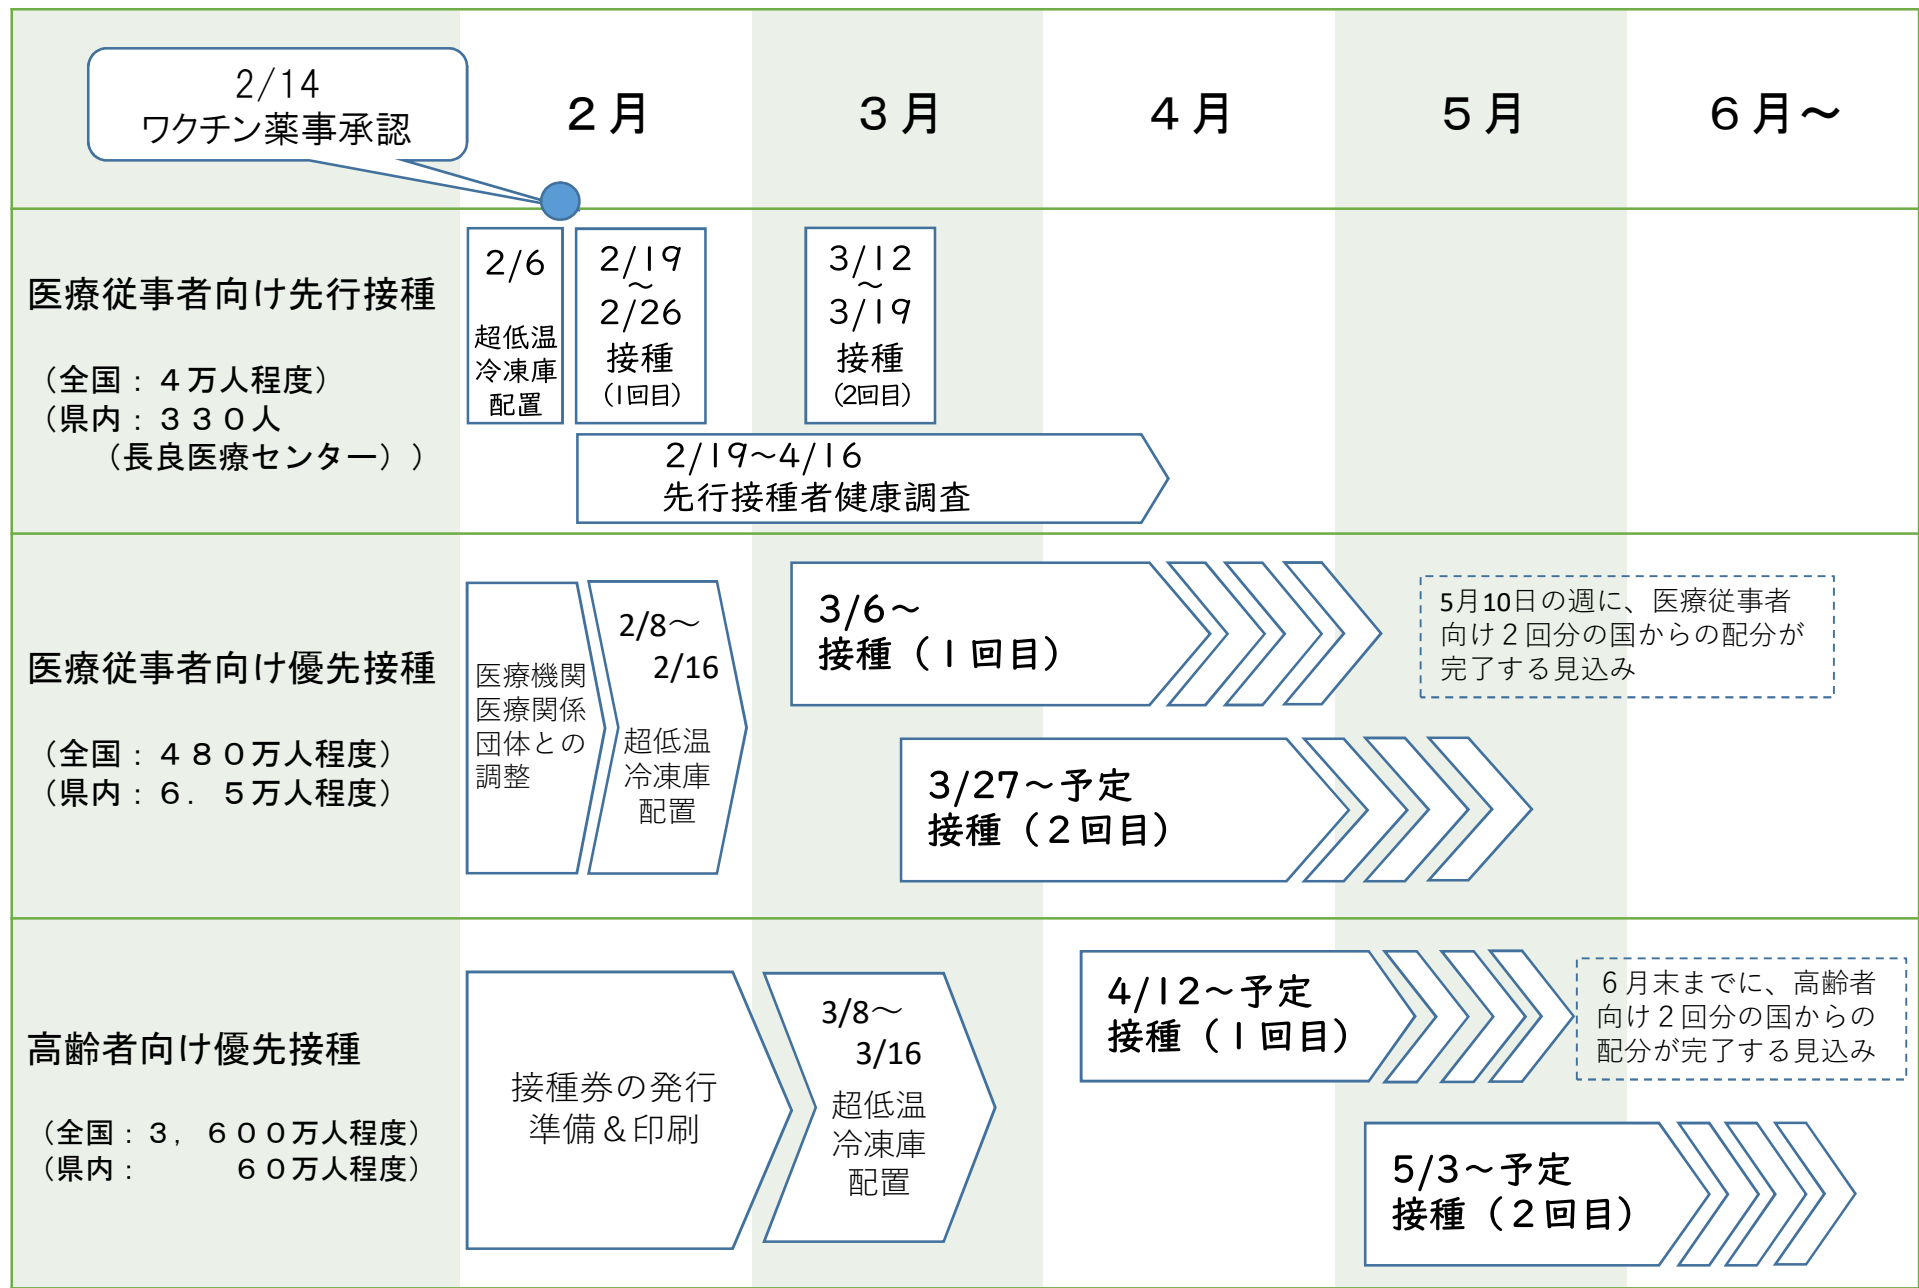 2/14
ワクチン薬事承認
２月
３月
４月
５月
６月～
医療従事者向け先行接種
（全国：４万人程度）
（県内：３３０人
（長良医療センター））
2/6
超低温
冷凍庫
配置
2/19
～
2/26
接種
(1回目)
3/12
～
3/19
接種
(2回目)
2/19～4/16
先行接種者健康調査
医療従事者向け優先接種
（全国：４８０万人程度）
（県内：６．５万人程度）
医療機関
医療関係
団体との
調整
2/8～
2/16
超低温
冷凍庫
配置
3/6～
接種（1回目）
3/27～予定
接種（2回目）
5月10日の週に、医療従事者
向け２回分の国からの配分が
完了する見込み
高齢者向け優先接種
（全国：３，６００万人程度）
（県内：　　　６０万人程度）
接種券の発行
準備＆印刷
3/8～
3/16
超低温
冷凍庫
配置
4/12～予定
接種（1回目）
5/3～予定
接種（2回目）
６月末までに、高齢者
向け２回分の国からの
配分が完了する見込み